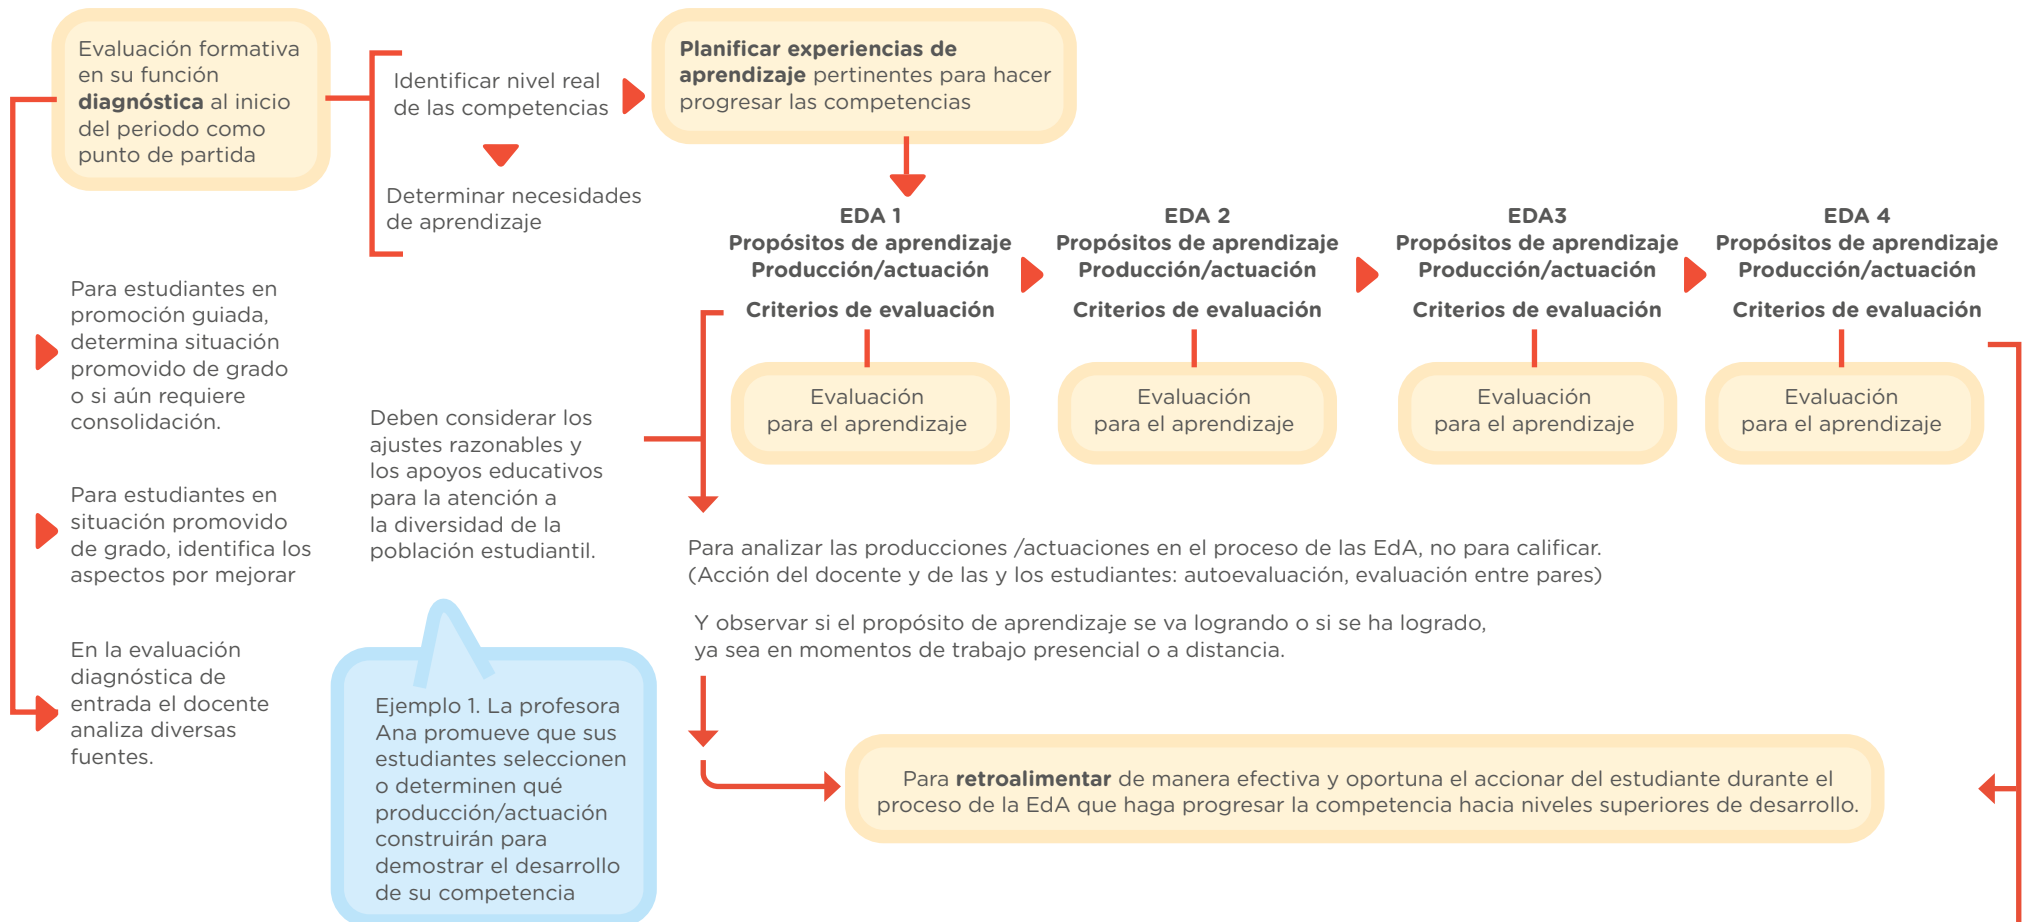 Evaluación formativa
en su función
diagnóstica al inicio
del periodo como
punto de partida
Identificar nivel real
de las competencias
Determinar necesidades
de aprendizaje
Planificar experiencias de
aprendizaje pertinentes para hacer
progresar las competencias
EDA 1
Propósitos de aprendizaje
Producción/actuación
Criterios de evaluación
Evaluación
para el aprendizaje
EDA 2
Propósitos de aprendizaje
Producción/actuación
Criterios de evaluación
Evaluación
para el aprendizaje
EDA3
Propósitos de aprendizaje
Producción/actuación
Criterios de evaluación
Evaluación
para el aprendizaje
EDA 4
Propósitos de aprendizaje
Producción/actuación
Criterios de evaluación
Evaluación
para el aprendizaje
Para estudiantes en
promoción guiada,
determina situación
promovido de grado
o si aún requiere
consolidación.
Para estudiantes en
situación promovido
de grado, identifica los
aspectos por mejorar
En la evaluación
diagnóstica de
entrada el docente
analiza diversas
fuentes.
Deben considerar los
ajustes razonables y
los apoyos educativos
para la atención a
la diversidad de la
población estudiantil.
Ejemplo 1. La profesora
Ana promueve que sus
estudiantes seleccionen
o determinen qué
producción/actuación
construirán para
demostrar el desarrollo
de su competencia
Para analizar las producciones /actuaciones en el proceso de las EdA, no para calificar.
(Acción del docente y de las y los estudiantes: autoevaluación, evaluación entre pares)
Y observar si el propósito de aprendizaje se va logrando o si se ha logrado,
ya sea en momentos de trabajo presencial o a distancia.
Para retroalimentar de manera efectiva y oportuna el accionar del estudiante durante el
proceso de la EdA que haga progresar la competencia hacia niveles superiores de desarrollo.